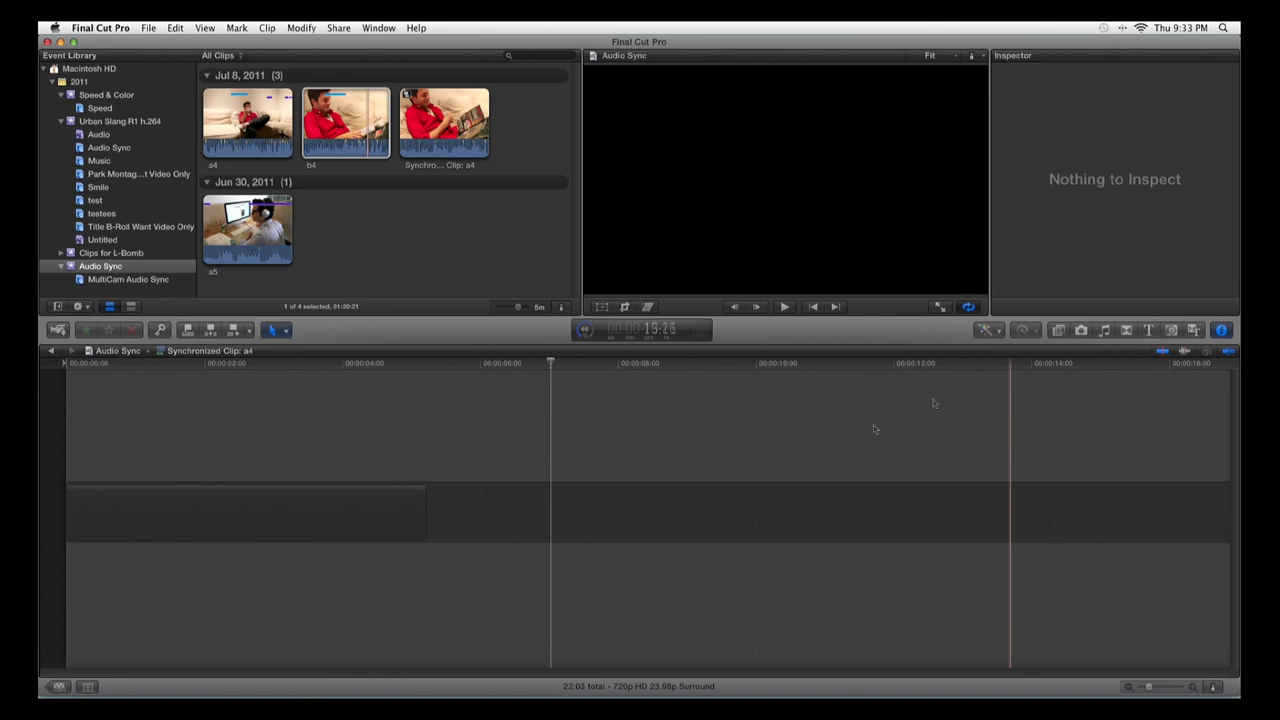 Final Cut Pro File Edit View Mark Clip Modify Share Window Help Thu 9:33 PM
Final Cut Pro
Event Library All Clips Audio Sync Fit Inspector
Macintosh HD
2011
Speed & Color
Speed
Urban Slang R1 h.264
Audio
Audio Sync
Music
Park Montag...t Video Only
Smile
test
testees
Title B-Roll Want Video Only
Untitled
Clips for L-Bomb
Audio Sync
MultiCam Audio Sync
Jul 8, 2011 (3)
a4 b4 Synchro... Clip: a4
Jun 30, 2011 (1)
a5
Nothing to Inspect
1 of 4 selected, 01:30:21 5m
66 15:16
HR MIN SEC FR
Audio Sync Synchronized Clip: a4
00:00:00:00 00:00:02:00 00:00:04:00 00:00:06:00 00:00:08:00 00:00:10:00 00:00:12:00 00:00:14:00 00:00:16:00
22:03 total - 720p HD 23.98p Surround